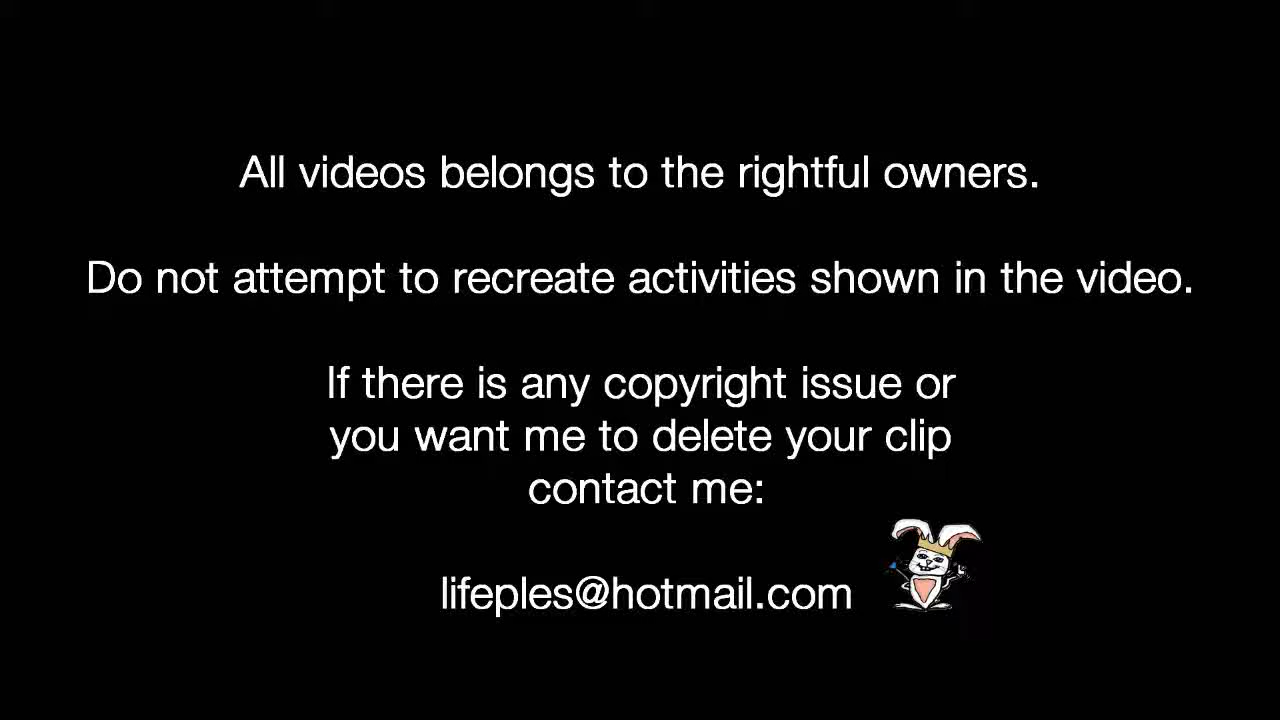 All videos belongs to the rightful owners.
Do not attempt to recreate activities shown in the video.
If there is any copyright issue or
you want me to delete your clip
contact me:
lifeples@hotmail.com